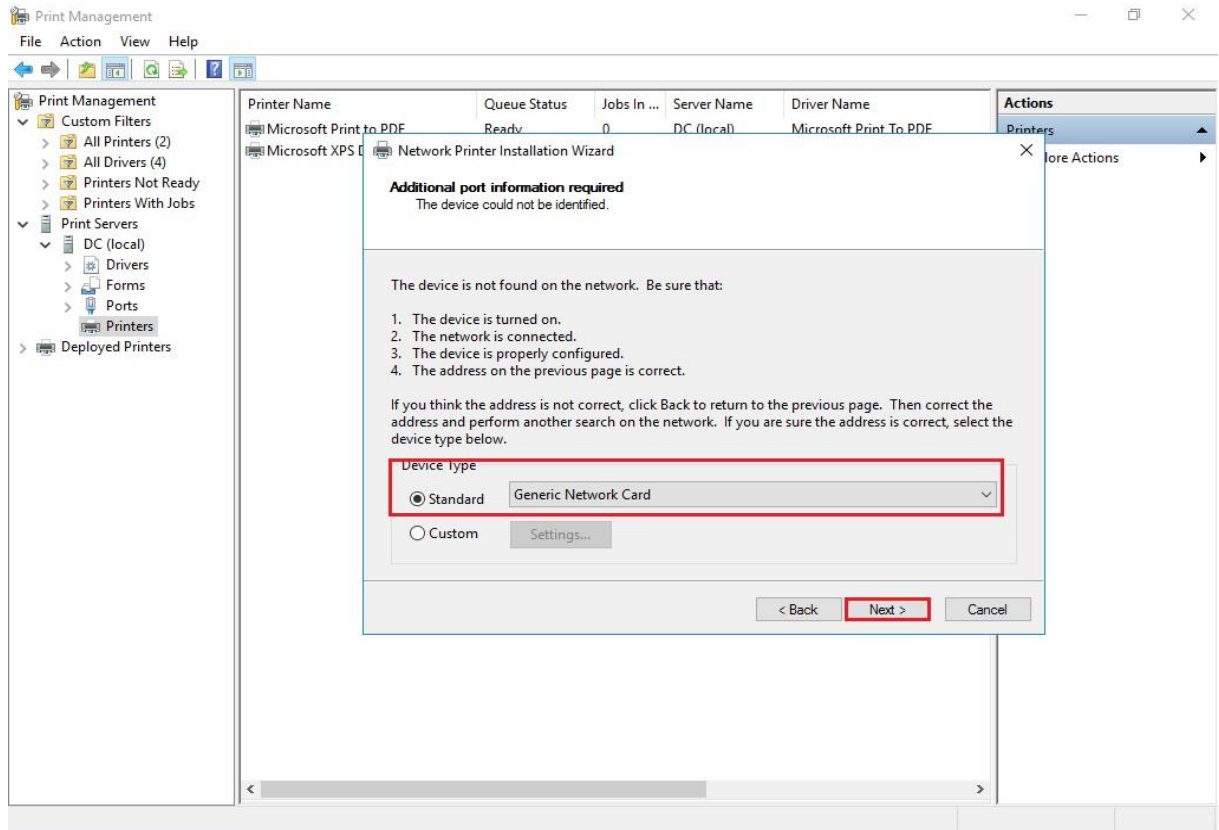 Print Management
File Action View Help
Print Management
Custom Filters
All Printers (2)
All Drivers (4)
Printers Not Ready
Printers With Jobs
Print Servers
DC (local)
Drivers
Forms
Ports
Printers
Deployed Printers
Printer Name Queue Status Jobs In ... Server Name Driver Name
Microsoft Print to PDF Ready 0 DC (local) Microsoft Print To PDF
Microsoft XPS D
Actions
Printers
ore Actions
Network Printer Installation Wizard
Additional port information required
The device could not be identified.
The device is not found on the network. Be sure that:
1. The device is turned on.
2. The network is connected.
3. The device is properly configured.
4. The address on the previous page is correct.
If you think the address is not correct, click Back to return to the previous page. Then correct the
address and perform another search on the network. If you are sure the address is correct, select the
device type below.
Device Type
Standard Generic Network Card
Custom Settings...
< Back Next > Cancel